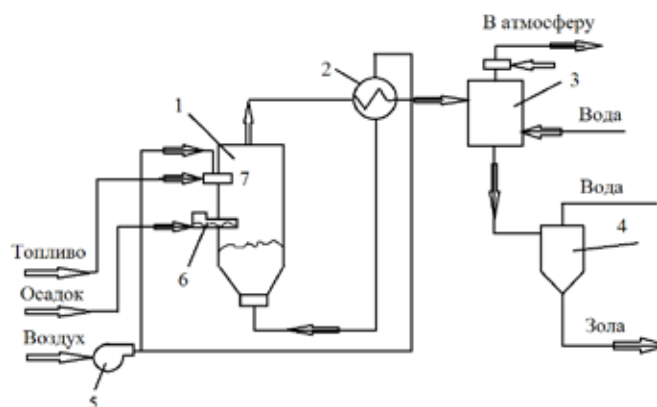 В атмосферу
2
3
1
Вода
7
Вода
4
6
Топливо
Осадок
Воздух
Зола
5